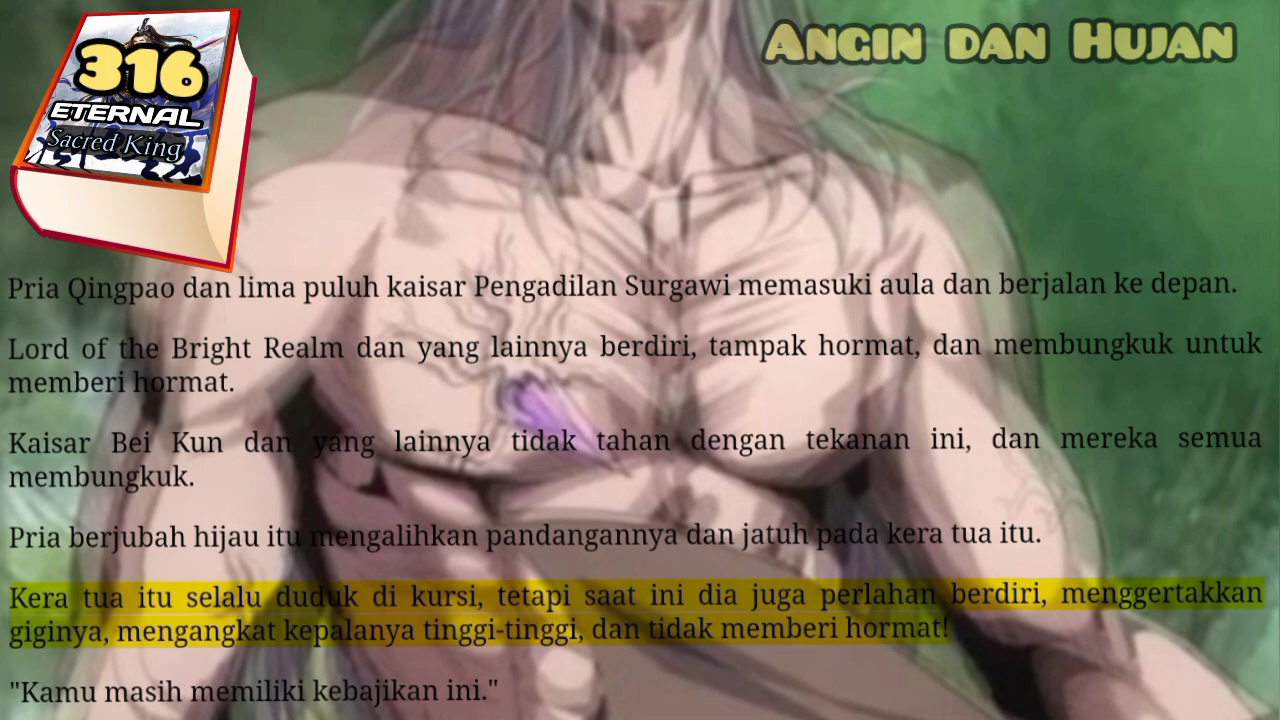 316
ETERNAL
Sacred King
ANGIN DAN HUJAN
Pria Qingpao dan lima puluh kaisar Pengadilan Surgawi memasuki aula dan berjalan ke depan.
Lord of the Bright Realm dan yang lainnya berdiri, tampak hormat, dan membungkuk untuk
memberi hormat.
Kaisar Bei Kun dan yang lainnya tidak tahan dengan tekanan ini, dan mereka semua
membungkuk.
Pria berjubah hijau itu mengalihkan pandangannya dan jatuh pada kera tua itu.
Kera tua itu selalu duduk di kursi, tetapi saat ini dia juga perlahan berdiri, menggertakkan
giginya, mengangkat kepalanya tinggi-tinggi, dan tidak memberi hormat!
"Kamu masih memiliki kebajikan ini."